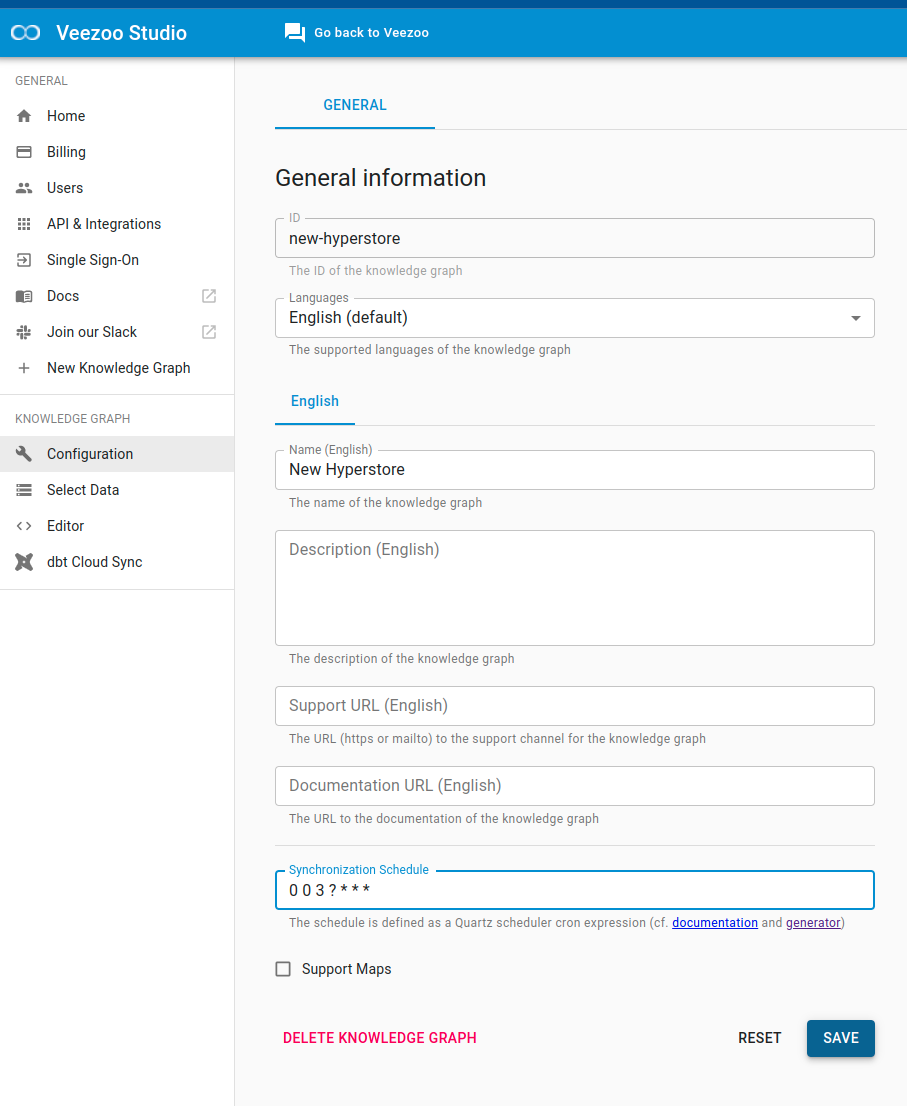 Veezoo Studio
Go back to Veezoo
GENERAL
Home
Billing
Users
API & Integrations
Single Sign-On
Docs
Join our Slack
New Knowledge Graph
KNOWLEDGE GRAPH
Configuration
Select Data
Editor
dbt Cloud Sync
GENERAL
General information
ID
new-hyperstore
The ID of the knowledge graph
Languages
English (default)
The supported languages of the knowledge graph
English
Name (English)
New Hyperstore
The name of the knowledge graph
Description (English)
The description of the knowledge graph
Support URL (English)
The URL (https or mailto) to the support channel for the knowledge graph
Documentation URL (English)
The URL to the documentation of the knowledge graph
Synchronization Schedule
0 0 3 ? * * *
The schedule is defined as a Quartz scheduler cron expression (cf. documentation and generator)
Support Maps
DELETE KNOWLEDGE GRAPH
RESET
SAVE